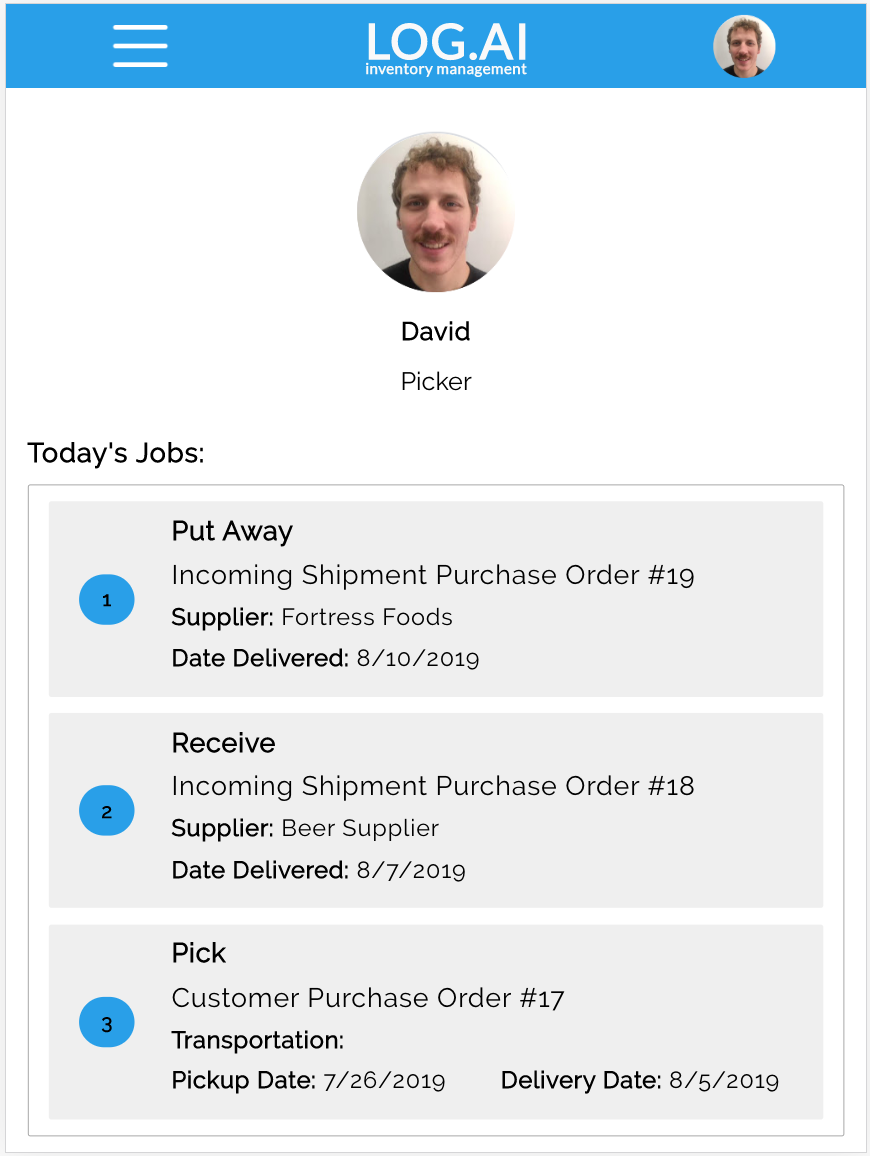 LOG.AI
inventory management
David
Picker
Today's Jobs:
Put Away
Incoming Shipment Purchase Order #19
1
Supplier: Fortress Foods
Date Delivered: 8/10/2019
Receive
Incoming Shipment Purchase Order #18
2
Supplier: Beer Supplier
Date Delivered: 8/7/2019
Pick
Customer Purchase Order #17
3
Transportation:
Pickup Date: 7/26/2019 Delivery Date: 8/5/2019